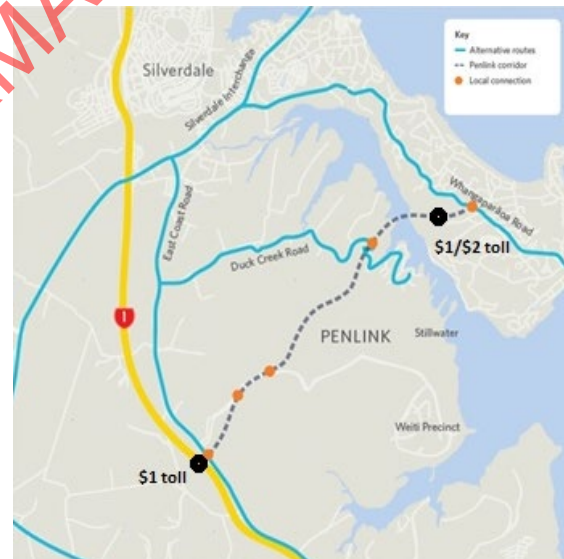 Key
Alternative routes
Penlink corridor
Local connection
Silverdale
Silverdale Interchange
East Coast Road
Whangaparāoa Road
$1/$2 toll
Duck Creek Road
1
PENLINK
Stillwater
Weiti Precinct
$1 toll